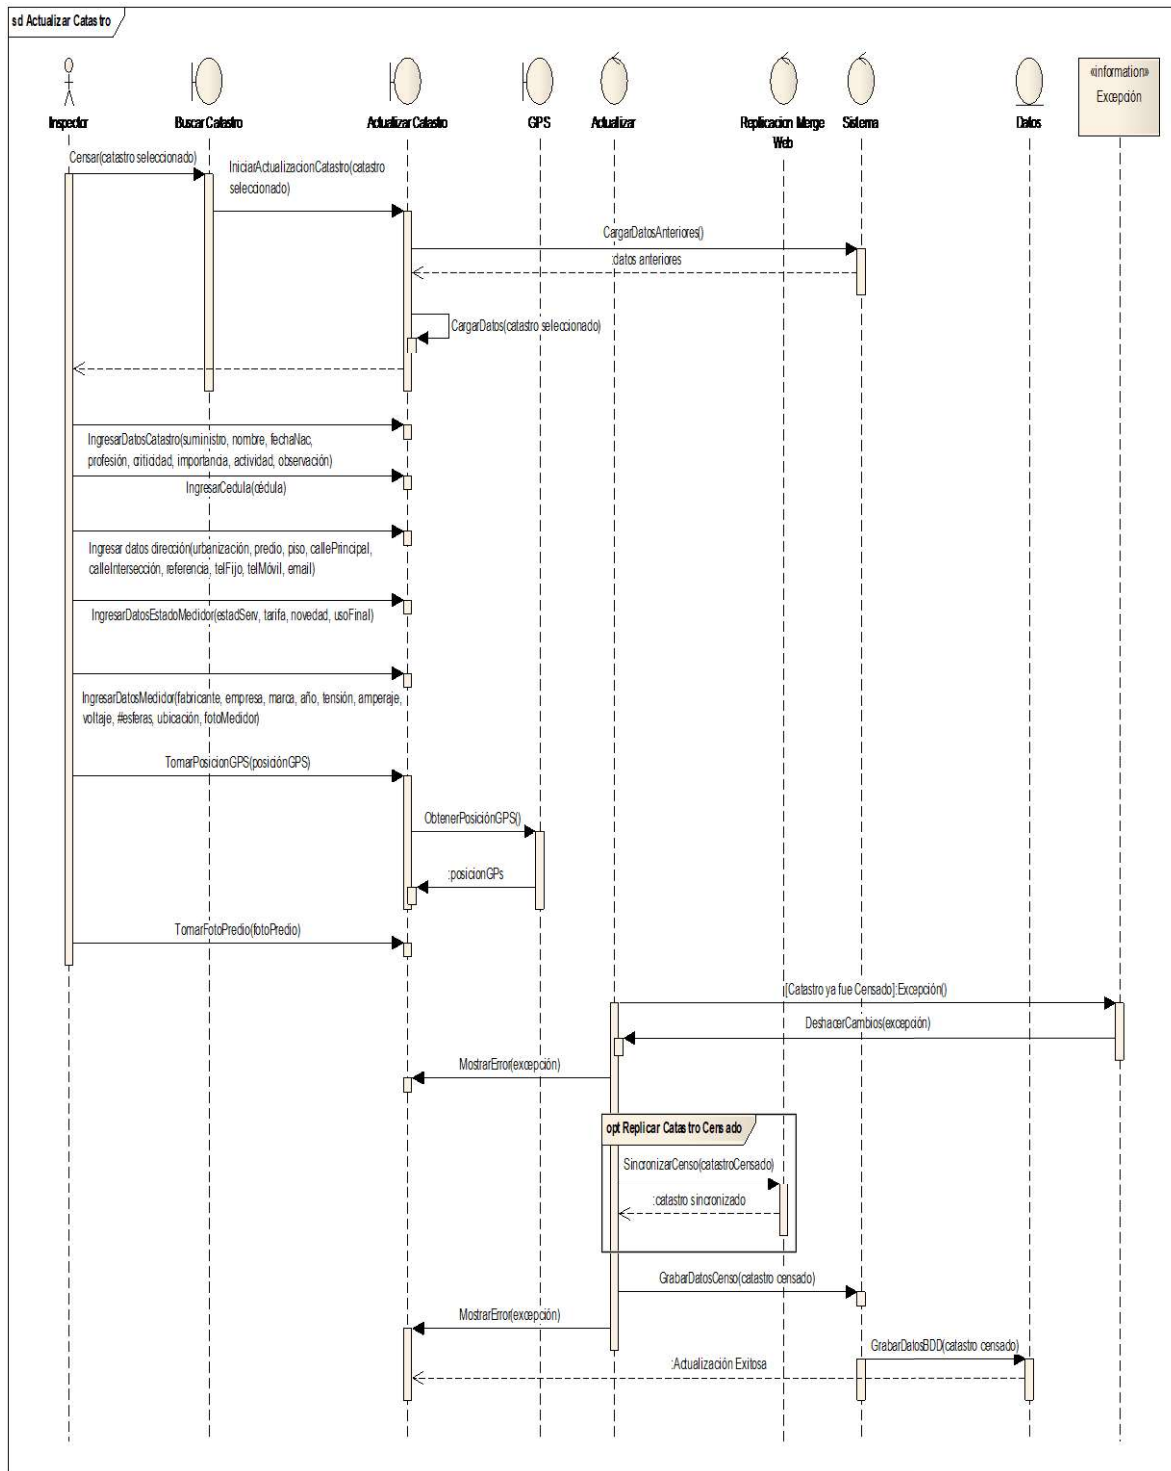 sd Actualizar Catastro
«information»
Excepción
Inspector
Buscar Catastro
Actualizar Catastro
GPS
Actualizar
Replicacion Merge
Web
Sistema
Datos
Censar(catastro seleccionado)
IniciarActualizacionCatastro(catastro
seleccionado)
CargarDatosAnteriores()
:datos anteriores
CargarDatos(catastro seleccionado)
IngresarDatosCatastro(suministro, nombre, fechaNac,
profesión, criticidad, importancia, actividad, observación)
IngresarCedula(cédula)
Ingresar datos dirección(urbanización, predio, piso, callePrincipal,
calleIntersección, referencia, telFijo, telMóvil, email)
IngresarDatosEstadoMedidor(estadServ, tarifa, novedad, usoFinal)
IngresarDatosMedidor(fabricante, empresa, marca, año, tensión, amperaje,
voltaje, #esferas, ubicación, fotoMedidor)
TomarPosicionGPS(posiciónGPS)
ObtenerPosiciónGPS()
:posicionGPs
TomarFotoPredio(fotoPredio)
[Catastro ya fue Censado]:Excepción()
DeshacerCambios(excepción)
MostrarError(excepción)
opt Replicar Catastro Censado
SincronizarCenso(catastroCensado)
:catastro sincronizado
GrabarDatosCenso(catastro censado)
MostrarError(excepción)
GrabarDatosBDD(catastro censado)
:Actualización Exitosa